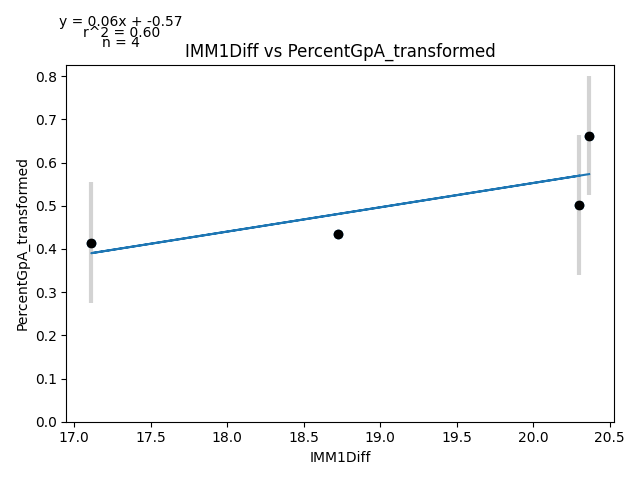 y = 0.06x + -0.57
r^2 = 0.60
n = 4
IMM1Diff vs PercentGpA_transformed
0.8
0.7
0.6
0.5
0.4
0.3
0.2
0.1
0.0
PercentGpA_transformed
17.0 17.5 18.0 18.5 19.0 19.5 20.0 20.5
IMM1Diff